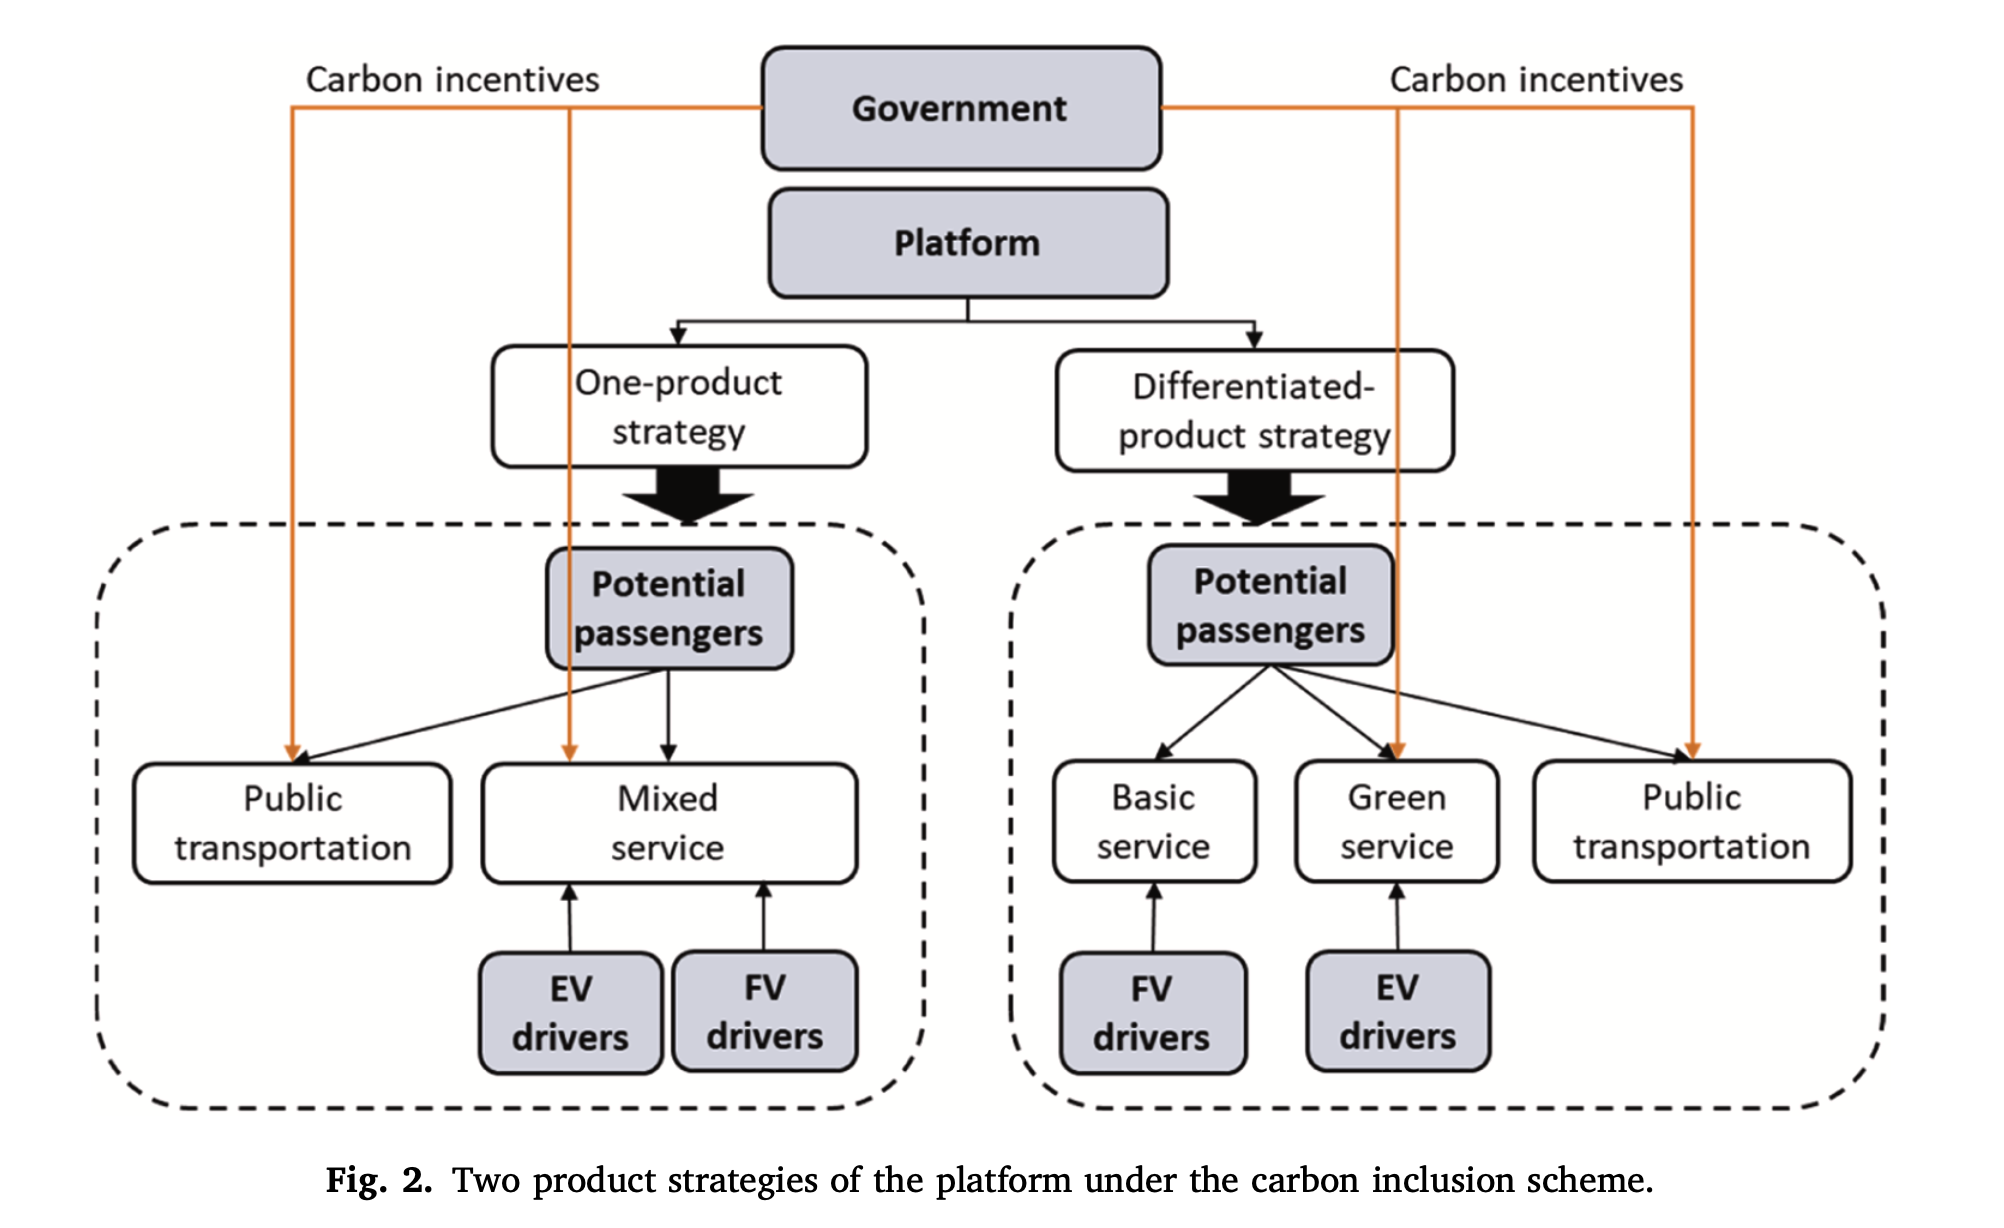 Carbon incentives
Government
Carbon incentives
Platform
One-product
strategy
Differentiated-
product strategy
Potential
passengers
Potential
passengers
Public
transportation
Mixed
service
Basic
service
Green
service
Public
transportation
EV
drivers
FV
drivers
FV
drivers
EV
drivers
Fig. 2. Two product strategies of the platform under the carbon inclusion scheme.